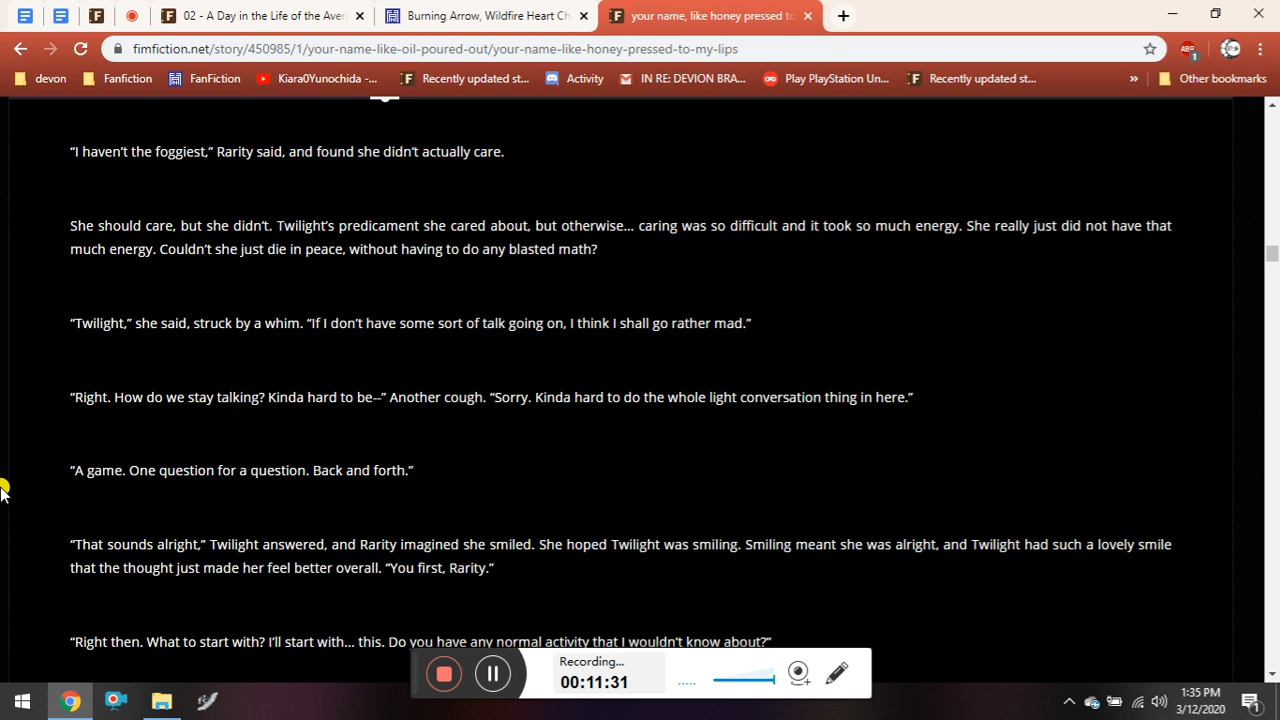 02 - A Day in the Life of the Aver
Burning Arrow, Wildfire Heart Ch
your name, like honey pressed to
fimfiction.net/story/450985/1/your-name-like-oil-poured-out/your-name-like-honey-pressed-to-my-lips
ABP
1
devon
Fanfiction
FanFiction
Kiara0Yunochida -...
Recently updated st...
Activity
IN RE: DEVION BRA...
Play PlayStation Un...
Recently updated st...
»
Other bookmarks
“I haven’t the foggiest,” Rarity said, and found she didn’t actually care.
She should care, but she didn’t. Twilight’s predicament she cared about, but otherwise... caring was so difficult and it took so much energy. She really just did not have that
much energy. Couldn’t she just die in peace, without having to do any blasted math?
“Twilight,” she said, struck by a whim. “If I don’t have some sort of talk going on, I think I shall go rather mad.”
“Right. How do we stay talking? Kinda hard to be--” Another cough. “Sorry. Kinda hard to do the whole light conversation thing in here.”
“A game. One question for a question. Back and forth.”
“That sounds alright,” Twilight answered, and Rarity imagined she smiled. She hoped Twilight was smiling. Smiling meant she was alright, and Twilight had such a lovely smile
that the thought just made her feel better overall. “You first, Rarity.”
“Right then. What to start with? I’ll start with... this. Do you have any normal activity that I wouldn’t know about?”
Recording...
00:11:31
1:35 PM
3/12/2020
1